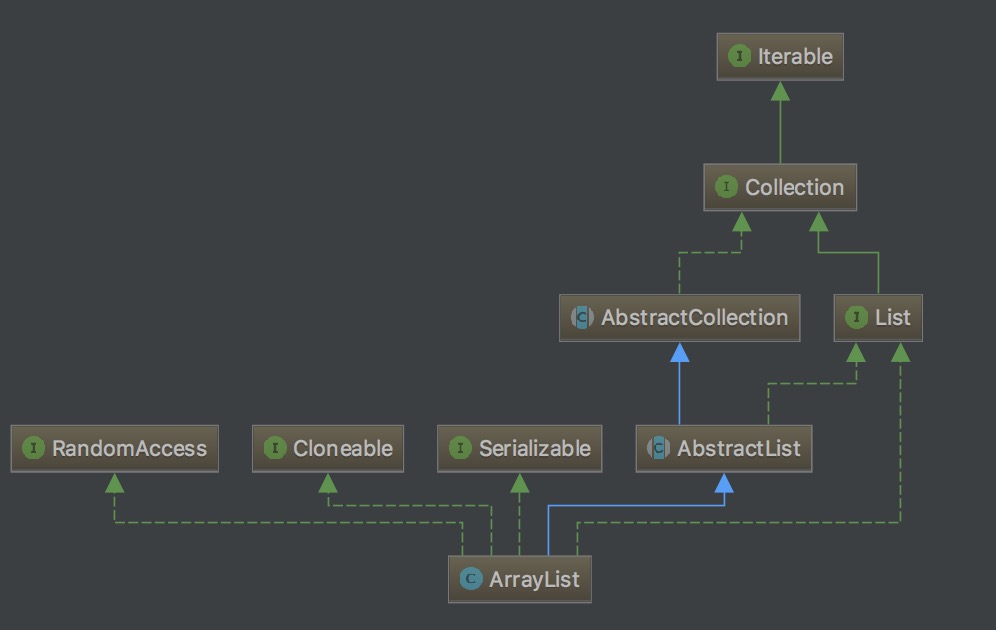 I Iterable
I Collection
C AbstractCollection
I List
I RandomAccess
I Cloneable
I Serializable
C AbstractList
C ArrayList